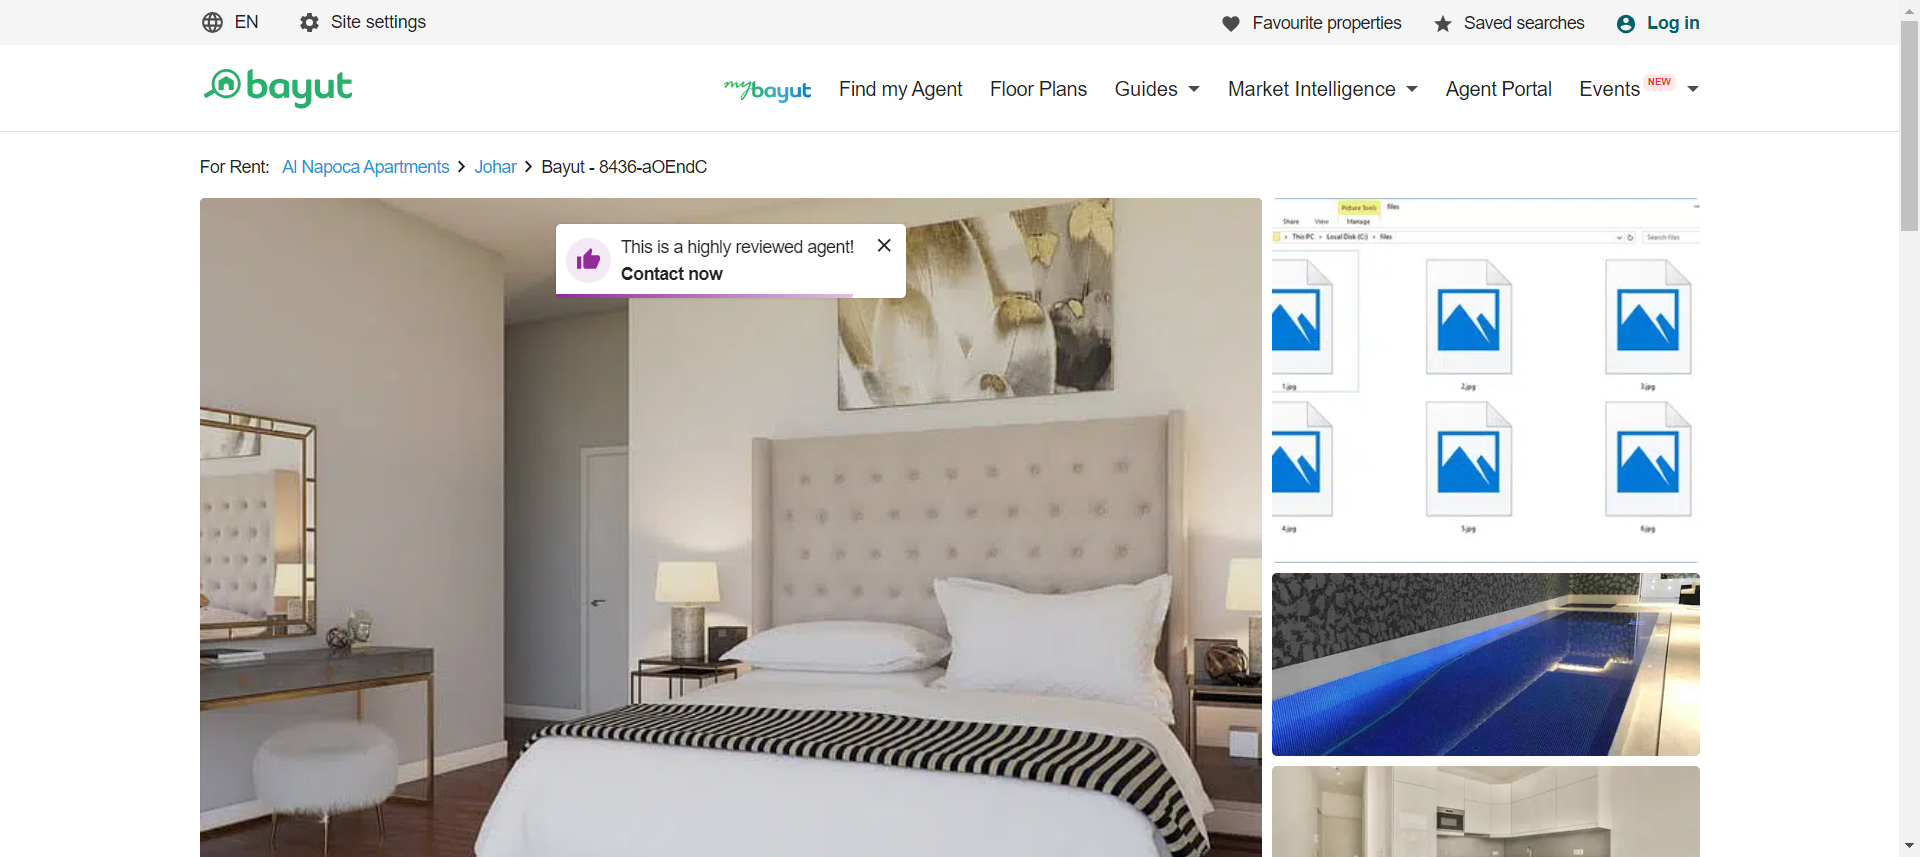 EN
Site settings
Favourite properties
Saved searches
Log in
bayut
mybayut
Find my Agent
Floor Plans
Guides
Market Intelligence
Agent Portal
Events NEW
For Rent: Al Napoca Apartments > Johar > Bayut - 8436-aOEndC
This is a highly reviewed agent!
Contact now
Picture Tools files
Share View Manage
> This PC > Local Disk (C:) > files
Search files
1.jpg 2.jpg 3.jpg
4.jpg 5.jpg 6.jpg